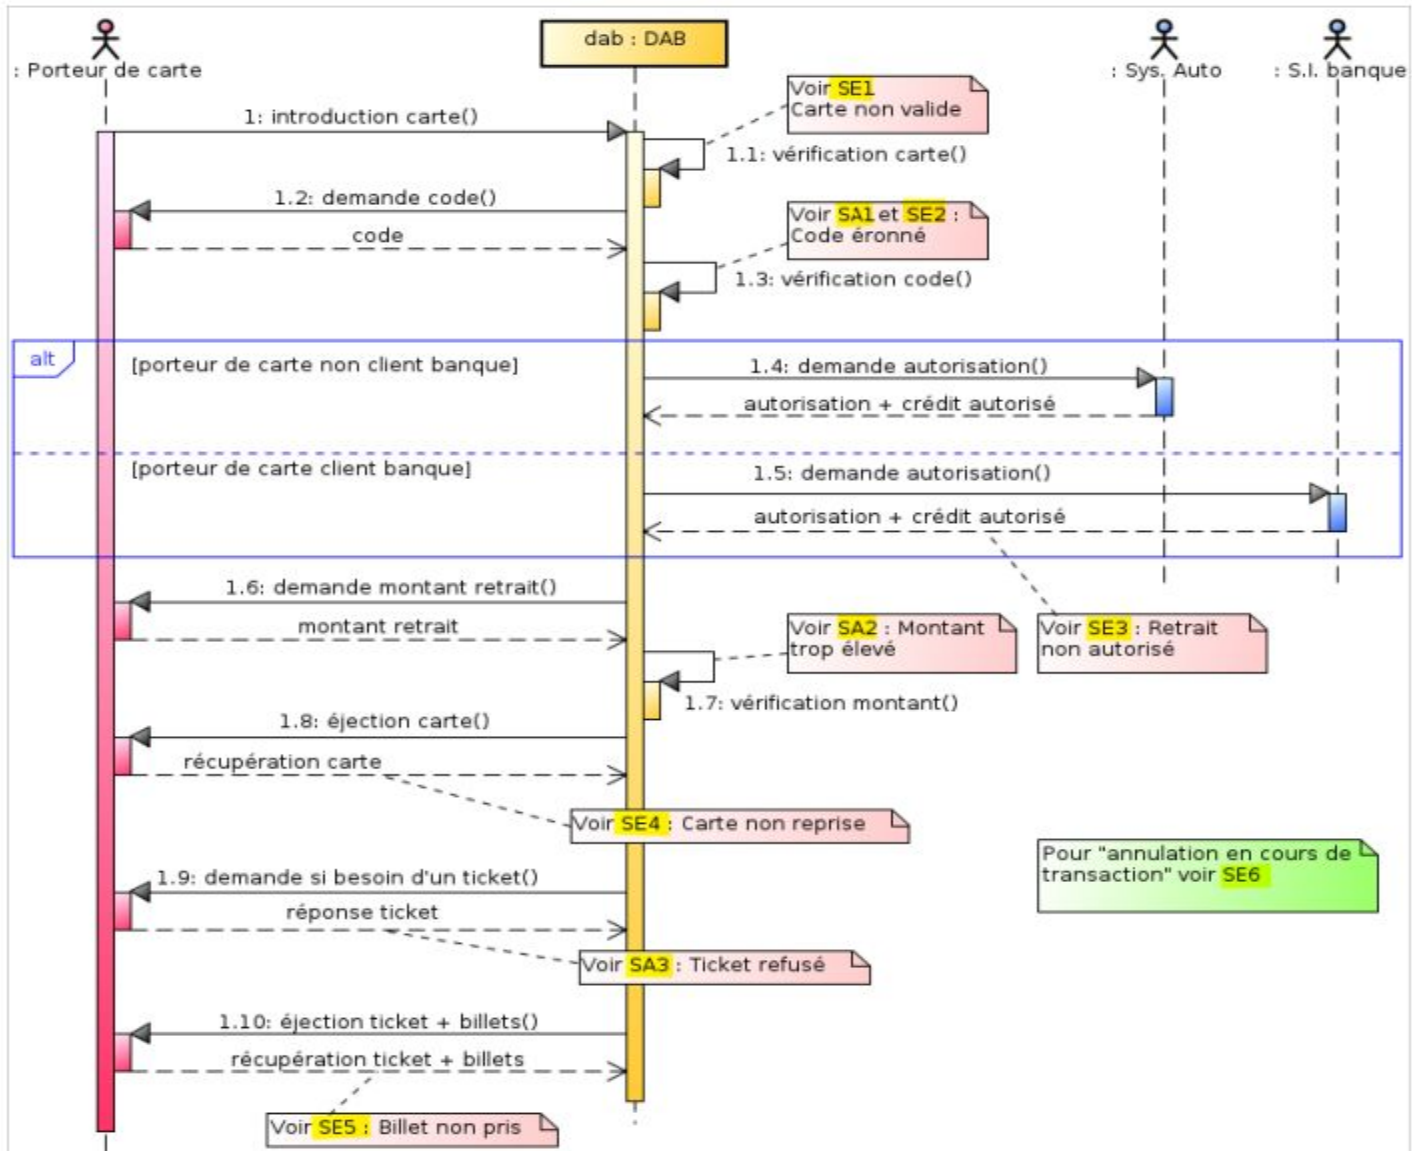 dab : DAB
: Porteur de carte
: Sys. Auto
: S.I. banque
Voir SE1
Carte non valide
1: introduction carte()
1.1: vérification carte()
1.2: demande code()
Voir SA1 et SE2 :
Code éronné
code
1.3: vérification code()
alt
[porteur de carte non client banque]
1.4: demande autorisation()
autorisation + crédit autorisé
[porteur de carte client banque]
1.5: demande autorisation()
autorisation + crédit autorisé
1.6: demande montant retrait()
montant retrait
Voir SA2 : Montant
trop élevé
Voir SE3 : Retrait
non autorisé
1.7: vérification montant()
1.8: éjection carte()
récupération carte
Voir SE4 : Carte non reprise
Pour "annulation en cours de
transaction" voir SE6
1.9: demande si besoin d'un ticket()
réponse ticket
Voir SA3 : Ticket refusé
1.10: éjection ticket + billets()
récupération ticket + billets
Voir SE5 : Billet non pris